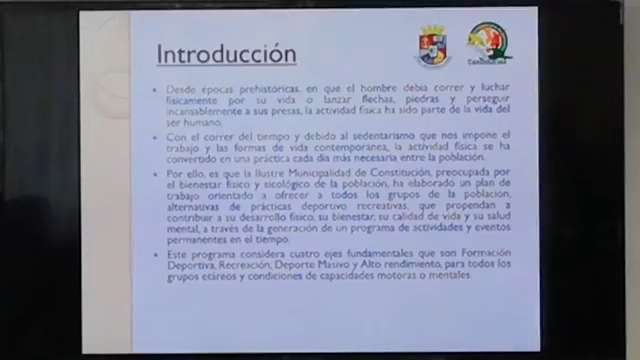 Introducción
Constitución
• Desde épocas prehistóricas, en que el hombre debía correr y luchar
físicamente por su vida o lanzar flechas, piedras y perseguir
incansablemente a sus presas, la actividad física ha sido parte de la vida del
ser humano.
• Con el correr del tiempo y debido al sedentarismo que nos impone el
trabajo y las formas de vida contemporánea, la actividad física se ha
convertido en una práctica cada día más necesaria entre la población.
• Por ello, es que la Ilustre Municipalidad de Constitución, preocupada por
el bienestar físico y sicológico de la población, ha elaborado un plan de
trabajo orientado a ofrecer a todos los grupos de la población,
alternativas de prácticas deportivo recreativas, que propendan a
contribuir a su desarrollo físico, su bienestar, su calidad de vida y su salud
mental, a través de la generación de un programa de actividades y eventos
permanentes en el tiempo.
• Este programa considera cuatro ejes fundamentales que son Formación
Deportiva, Recreación, Deporte Masivo y Alto rendimiento, para todos los
grupos etáreos y condiciones de capacidades motoras o mentales.